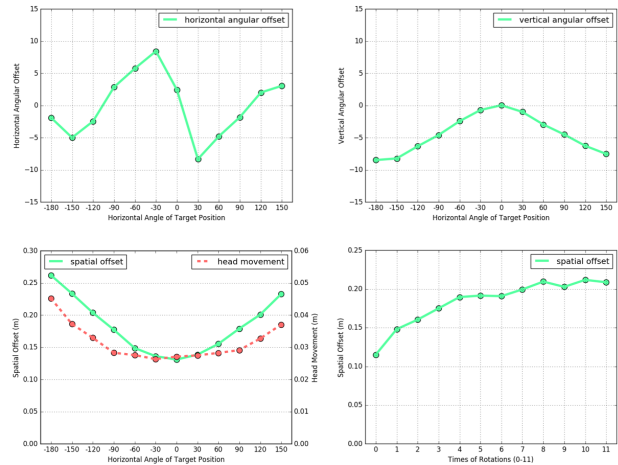 15
10
5
0
−5
−10
−15
Horizontal Angular Offset
horizontal angular offset
-180 -150 -120 -90 -60 -30 0 30 60 90 120 150
Horizontal Angle of Target Position
15
10
5
0
−5
−10
−15
Vertical Angular Offset
vertical angular offset
-180 -150 -120 -90 -60 -30 0 30 60 90 120 150
Horizontal Angle of Target Position
0.30
0.25
0.20
0.15
0.10
0.05
0.00
Spatial Offset (m)
spatial offset
head movement
0.06
0.05
0.04
0.03
0.02
0.01
0.00
Head Movement (m)
-180 -150 -120 -90 -60 -30 0 30 60 90 120 150
Horizontal Angle of Target Position
0.25
0.20
0.15
0.10
0.05
0.00
Spatial Offset (m)
spatial offset
0 1 2 3 4 5 6 7 8 9 10 11
Times of Rotations (0-11)